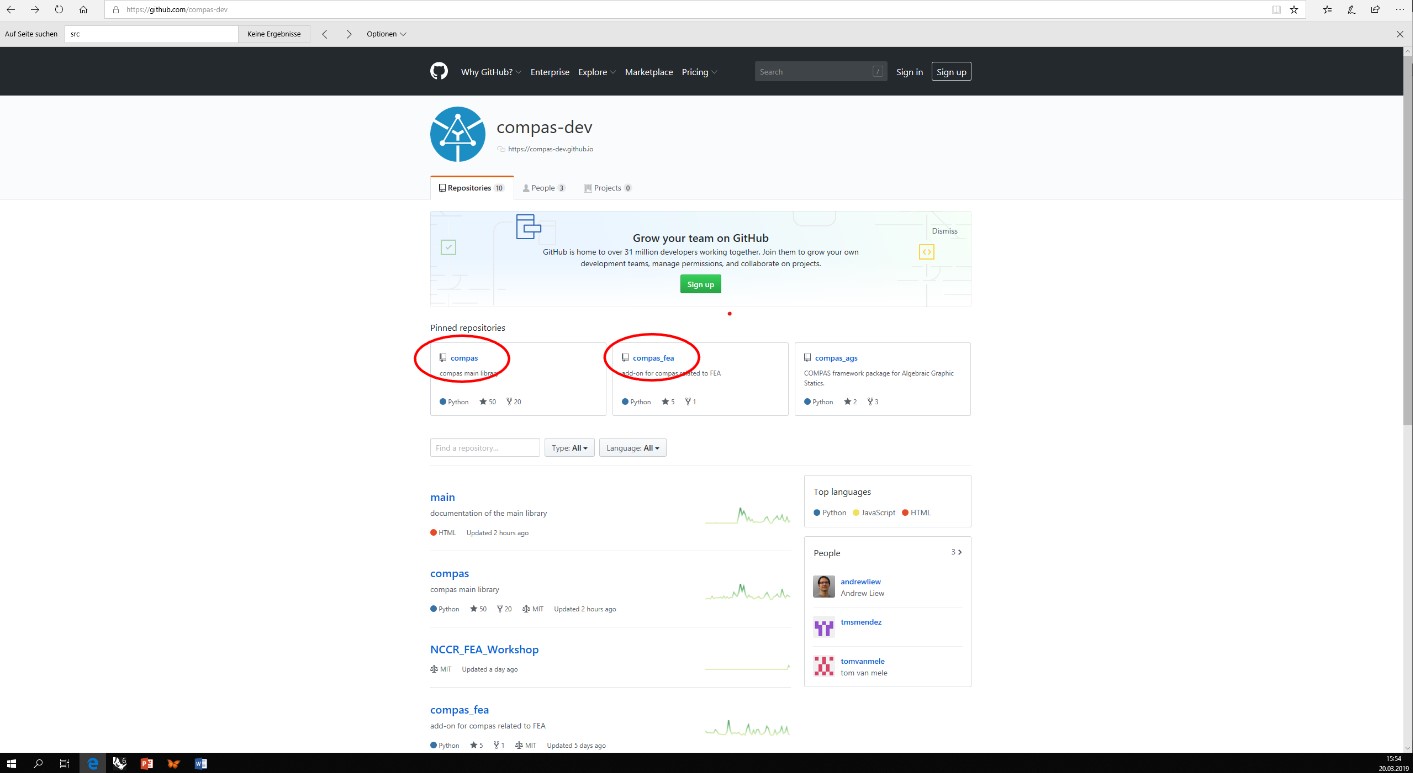 https://github.com/compas-dev
Auf Seite suchen src Keine Ergebnisse Optionen
Why GitHub? Enterprise Explore Marketplace Pricing Search / Sign in Sign up
compas-dev
https://compas-dev.github.io
Repositories 10 People 3 Projects 0
Dismiss
Grow your team on GitHub
GitHub is home to over 31 million developers working together. Join them to grow your own
development teams, manage permissions, and collaborate on projects.
Sign up
Pinned repositories
compas
compas main library
Python 50 20
compas_fea
add-on for compas related to FEA
Python 5 1
compas_ags
COMPAS framework package for Algebraic Graphic
Statics
Python 2 3
Find a repository... Type: All Language: All
main
documentation of the main library
HTML Updated 2 hours ago
compas
compas main library
Python 50 20 MIT Updated 2 hours ago
NCCR_FEA_Workshop
MIT Updated a day ago
compas_fea
add-on for compas related to FEA
Python 5 1 MIT Updated 5 days ago
Top languages
Python JavaScript HTML
People 3
andrewliew
Andrew Liew
tmsmendez
tomvanmele
tom van mele
15:54
20.03.2019